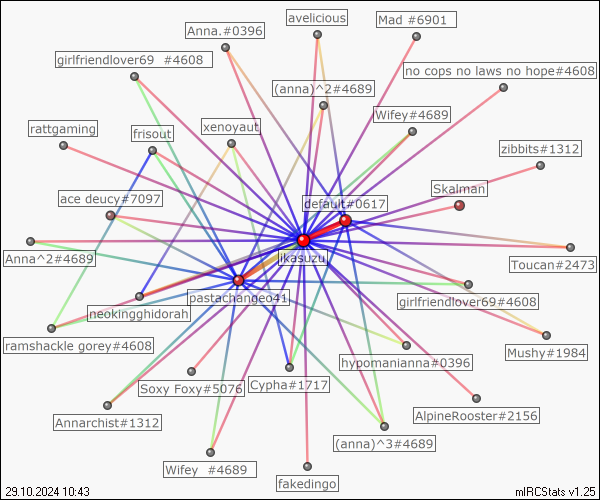 avelicious
Mad #6901
Anna.#0396
girlfriendlover69  #4608
no cops no laws no hope#4608
(anna)^2#4689
Wifey#4689
rattgaming
frisout
xenoyaut
zibbits#1312
Skalman
ace deucy#7097
default#0617
Anna^2#4689
ikasuzu
Toucan#2473
pastachangeo41
girlfriendlover69#4608
neokingghidorah
ramshackle gorey#4608
Mushy#1984
hypomanianna#0396
Soxy Foxy#5076
Cypha#1717
AlpineRooster#2156
Annarchist#1312
(anna)^3#4689
Wifey  #4689
fakedingo
29.10.2024 10:43
mIRCStats v1.25